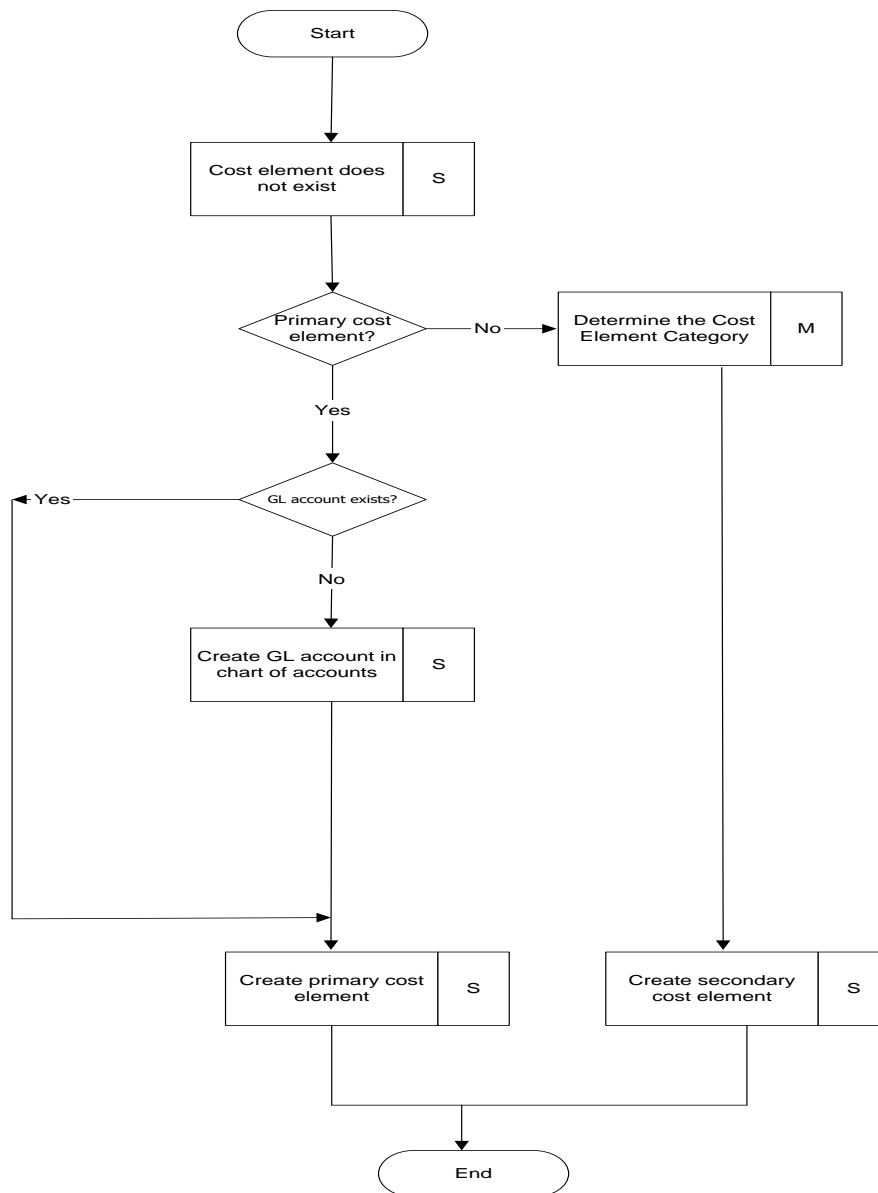 Start
Cost element does
not exist
S
Primary cost
element?
No
Determine the Cost
Element Category
M
Yes
Yes
GL account exists?
No
Create GL account in
chart of accounts
S
Create primary cost
element
S
Create secondary
cost element
S
End